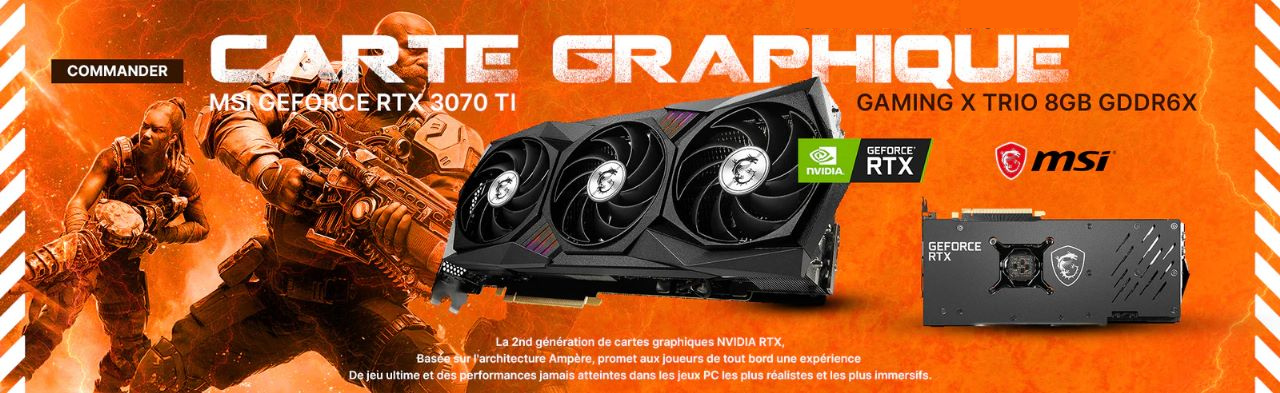 CARTE GRAPHIQUE
COMMANDER
MSI GEFORCE RTX 3070 TI
GAMING X TRIO 8GB GDDR6X
NVIDIA
GEFORCE
RTX
msi
GEFORCE
RTX
La 2nd génération de cartes graphiques NVIDIA RTX,
Basée sur l'architecture Ampère, promet aux joueurs de tout bord une expérience
De jeu ultime et des performances jamais atteintes dans les jeux PC les plus réalistes et les plus immersifs.